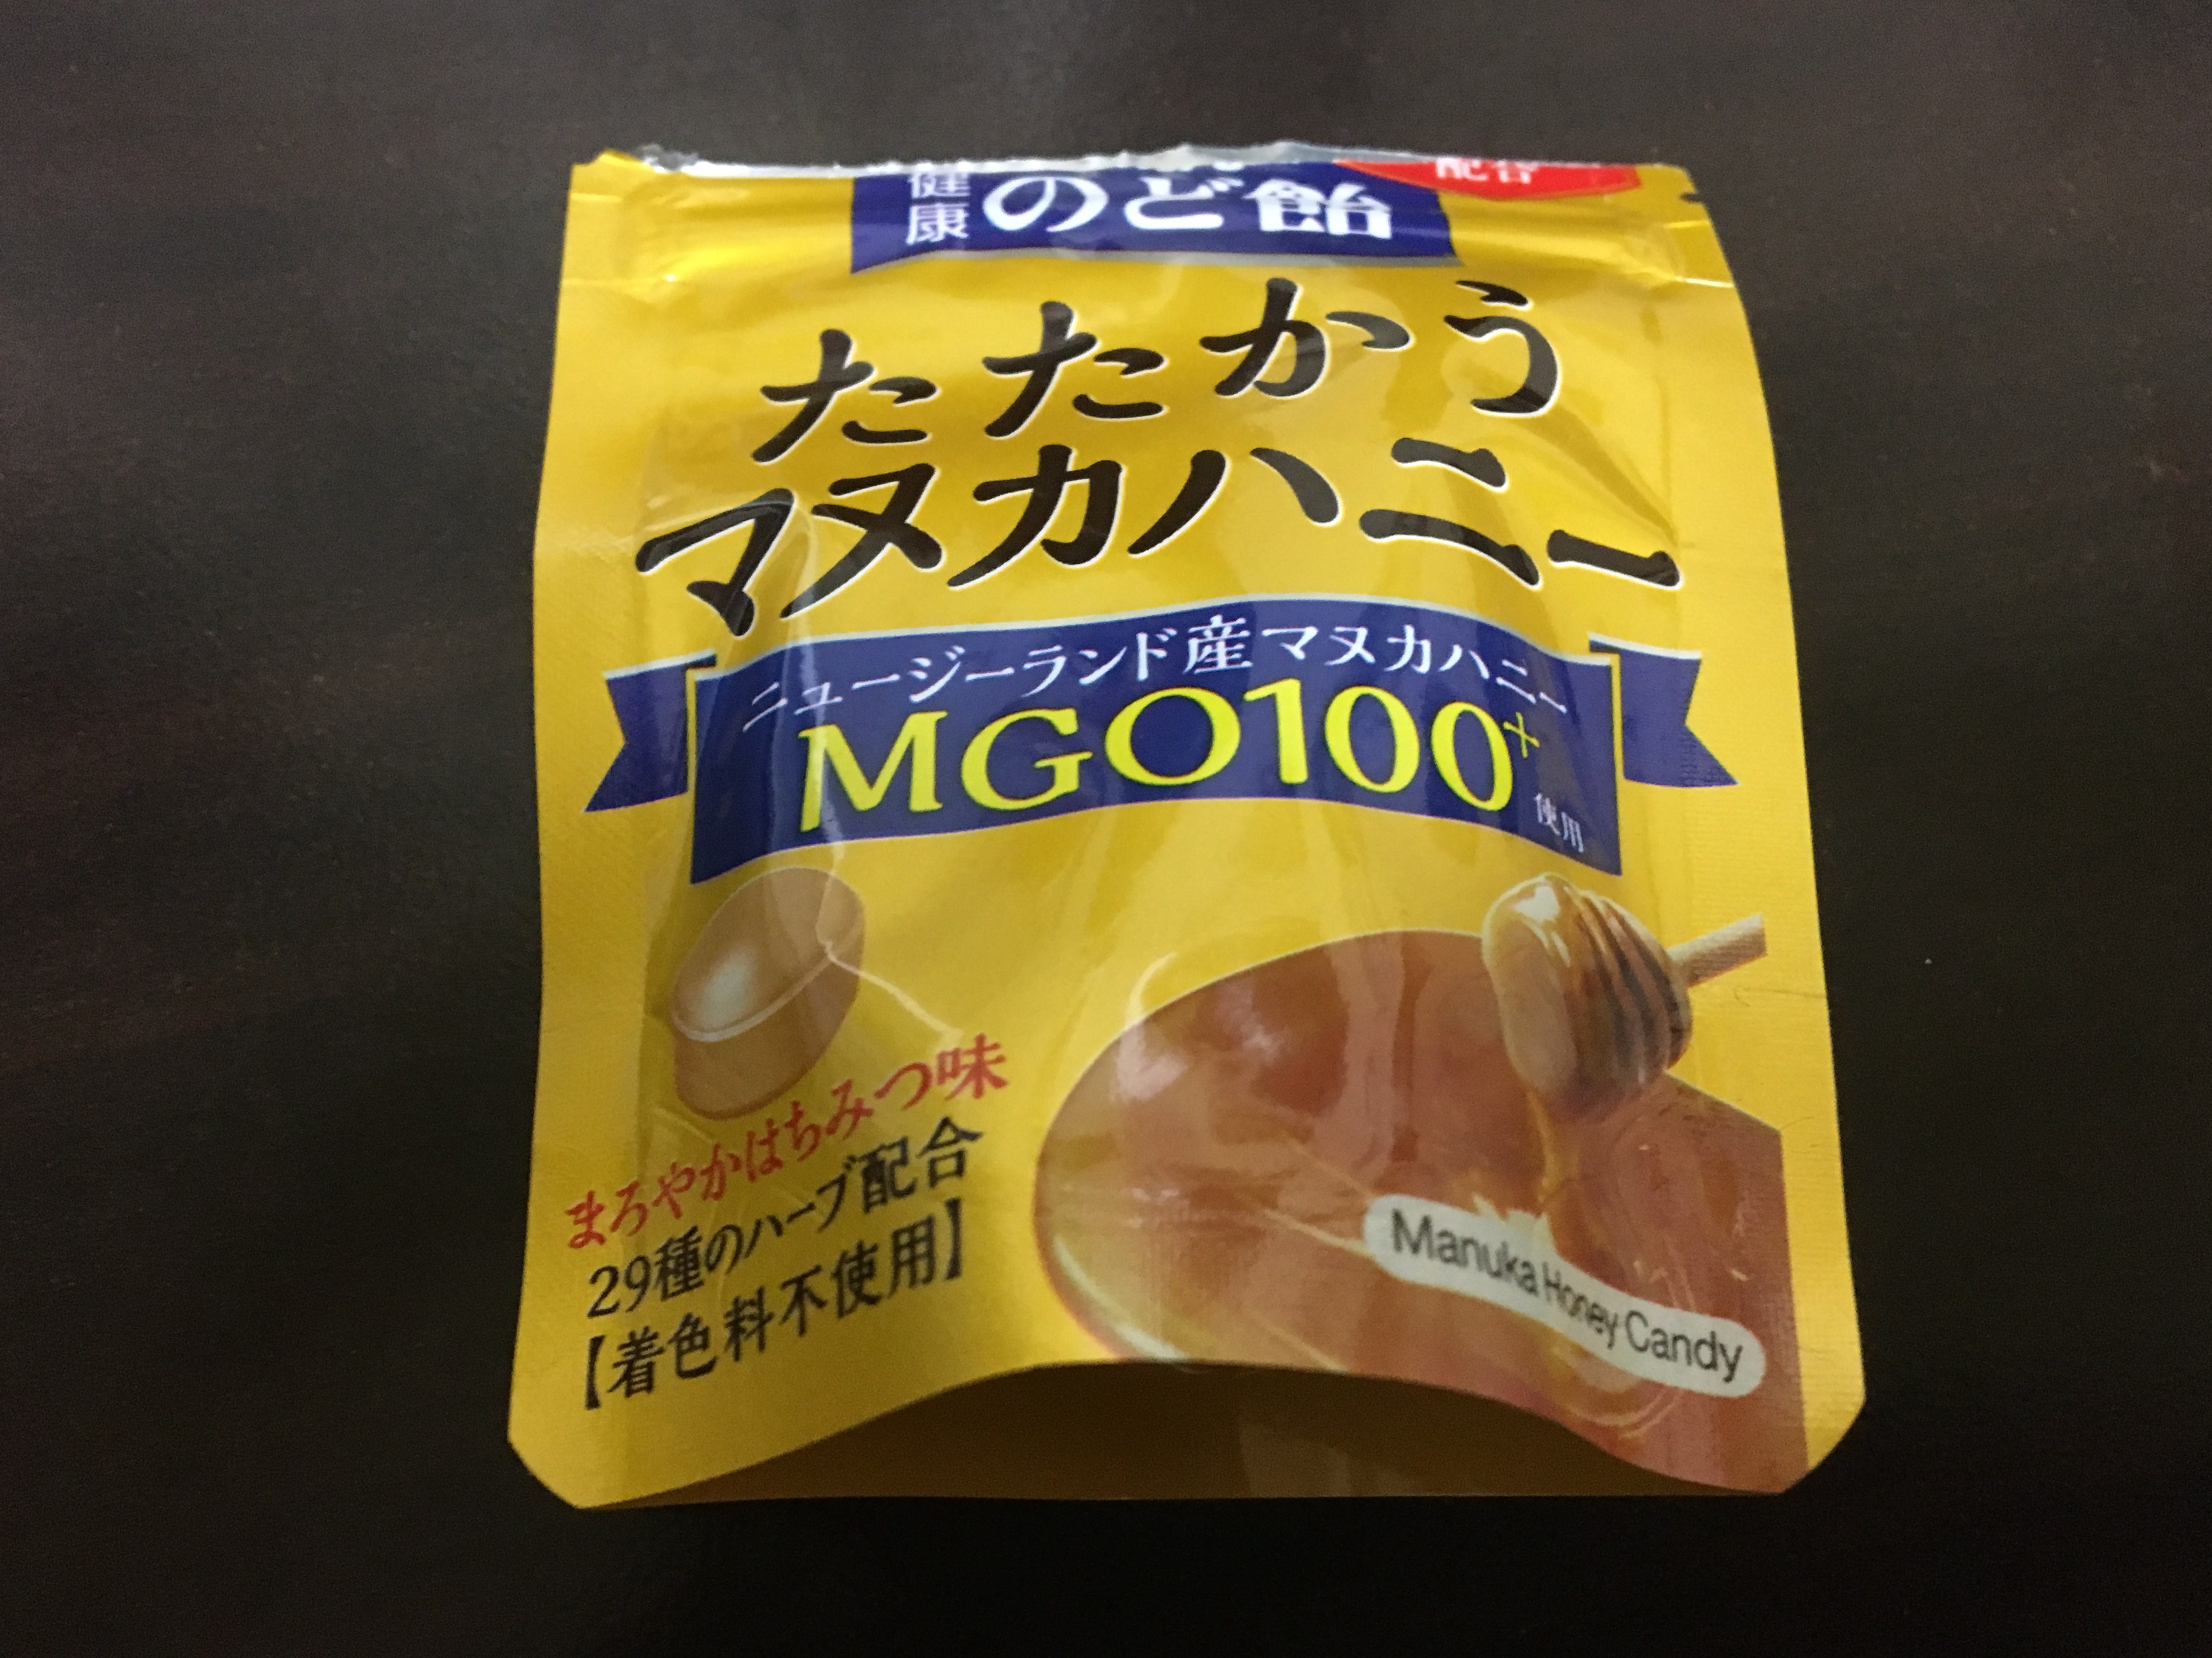 健康 のど飴
配合
たたかう
マヌカハニー
ニュージーランド産マヌカハニー
MGO100+
使用
まろやかはちみつ味
29種のハーブ配合
【着色料不使用】
Manuka Honey Candy